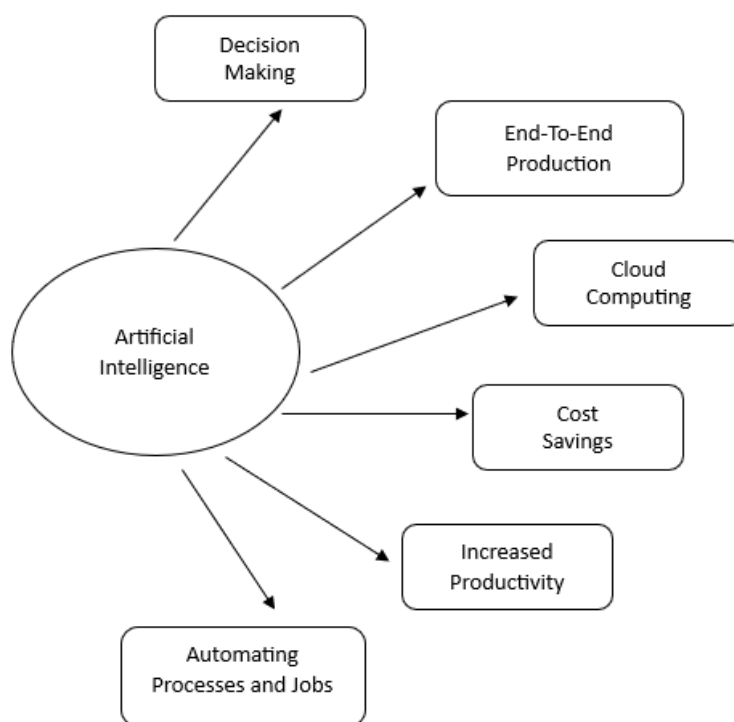 Decision
Making
End-To-End
Production
Cloud
Computing
Artificial
Intelligence
Cost
Savings
Increased
Productivity
Automating
Processes and Jobs